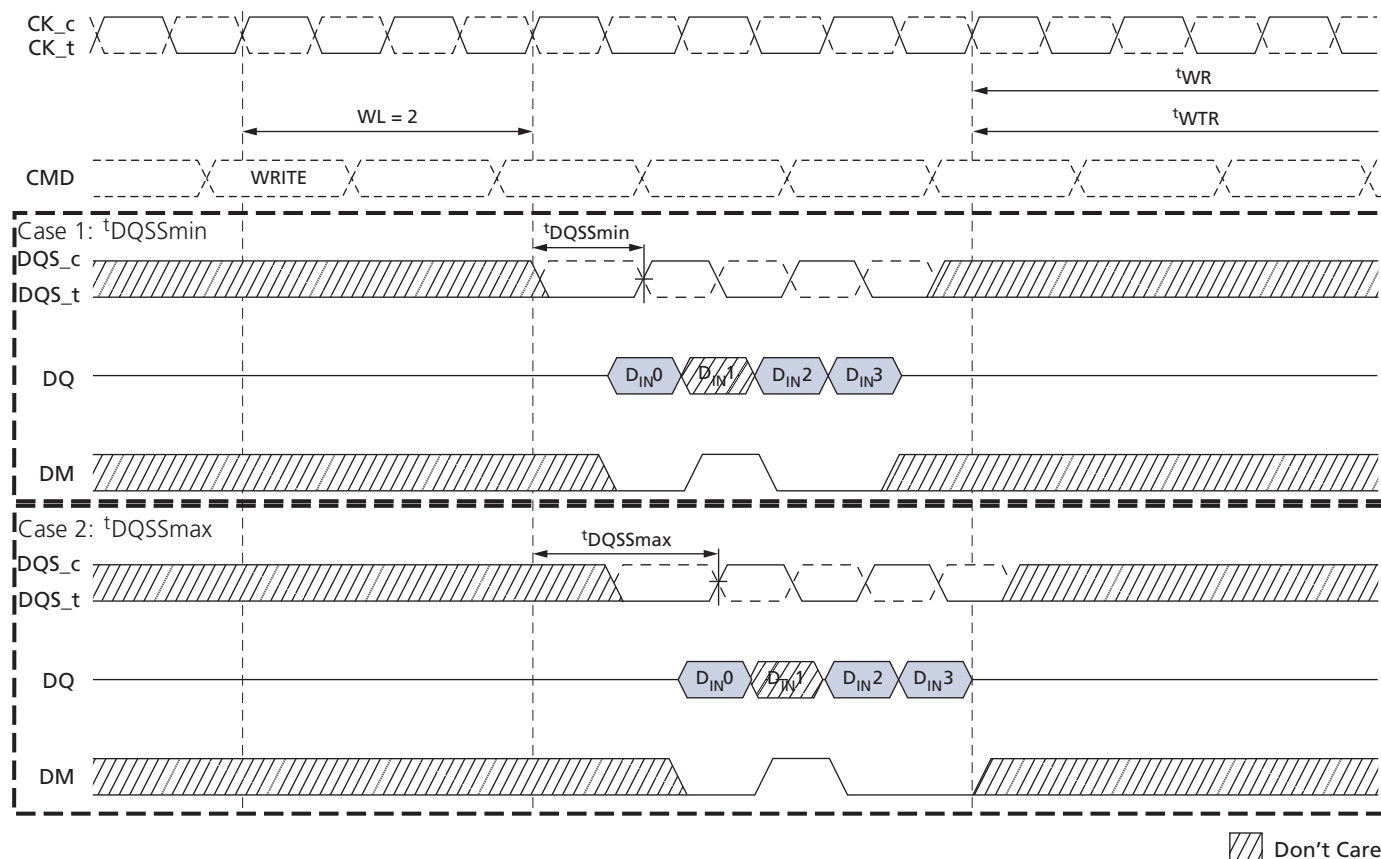 CK_c
CK_t
tWR
WL = 2
tWTR
CMD
WRITE
Case 1: tDQSSmin
tDQSSmin
DQS_c
DQS_t
DQ
DIN0 DIN1 DIN2 DIN3
DM
Case 2: tDQSSmax
tDQSSmax
DQS_c
DQS_t
DQ
DIN0 DIN1 DIN2 DIN3
DM
Don't Care